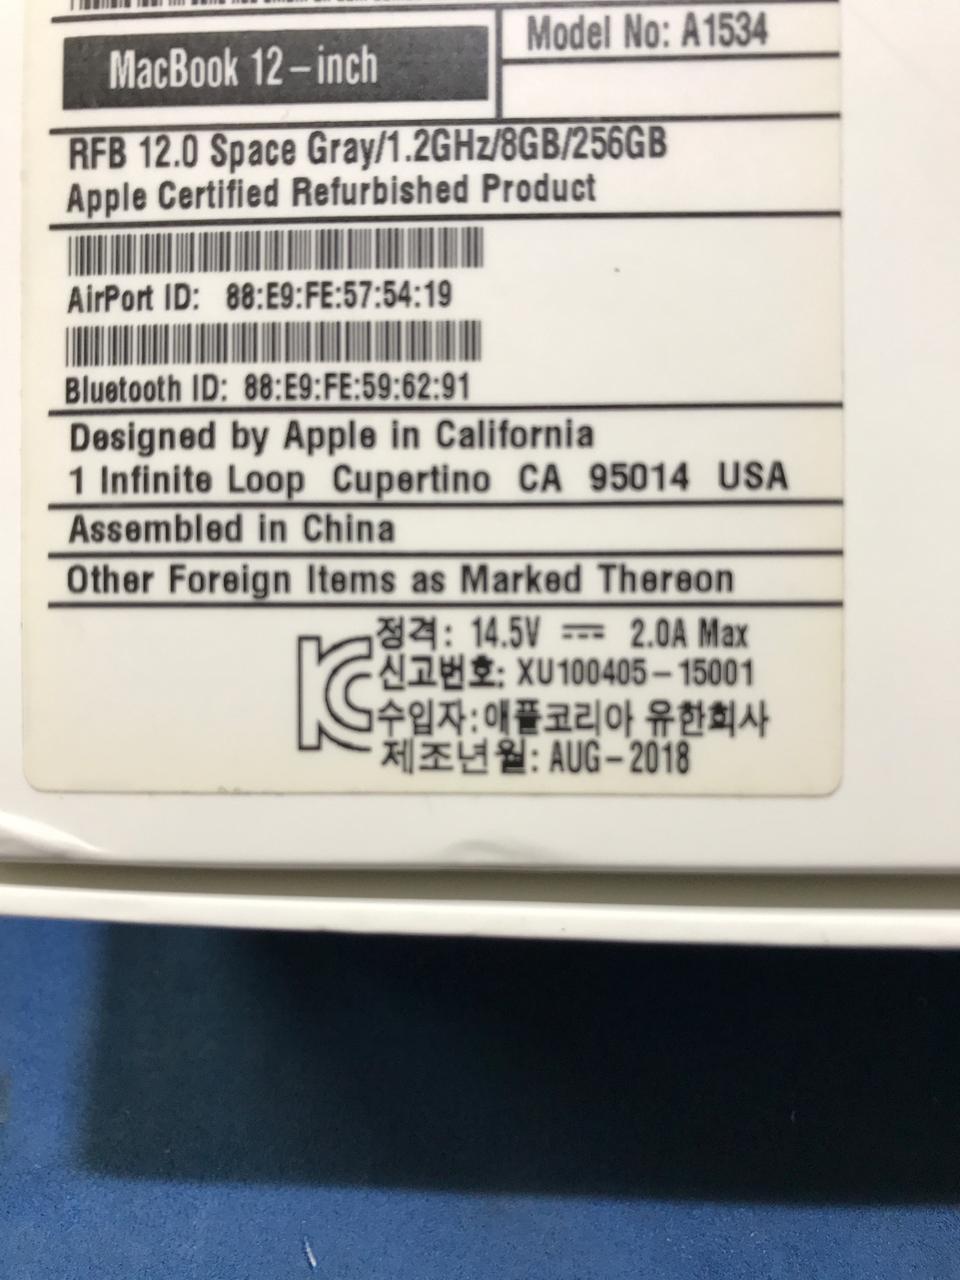 MacBook 12-inch
Model No: A1534
RFB 12.0 Space Gray/1.2GHz/8GB/256GB
Apple Certified Refurbished Product
AirPort ID: 88:E9:FE:57:54:19
Bluetooth ID: 88:E9:FE:59:62:91
Designed by Apple in California
1 Infinite Loop Cupertino CA 95014 USA
Assembled in China
Other Foreign Items as Marked Thereon
정격: 14.5V ⎓ 2.0A Max
신고번호: XU100405-15001
수입자:애플코리아 유한회사
제조년월: AUG-2018